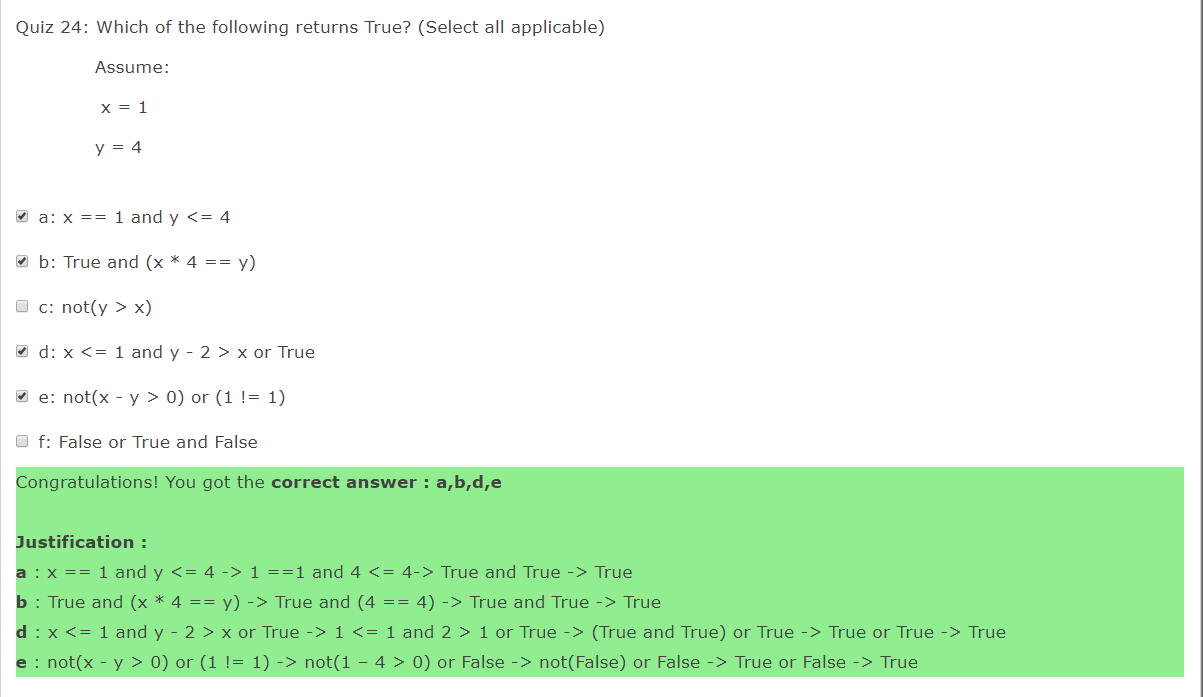 Quiz 24: Which of the following returns True? (Select all applicable)
Assume:
x = 1
y = 4
a: x == 1 and y <= 4
b: True and (x * 4 == y)
c: not(y > x)
d: x <= 1 and y - 2 > x or True
e: not(x - y > 0) or (1 != 1)
f: False or True and False
Congratulations! You got the correct answer : a,b,d,e
Justification :
a : x == 1 and y <= 4 -> 1 ==1 and 4 <= 4-> True and True -> True
b : True and (x * 4 == y) -> True and (4 == 4) -> True and True -> True
d : x <= 1 and y - 2 > x or True -> 1 <= 1 and 2 > 1 or True -> (True and True) or True -> True or True -> True
e : not(x - y > 0) or (1 != 1) -> not(1 – 4 > 0) or False -> not(False) or False -> True or False -> True